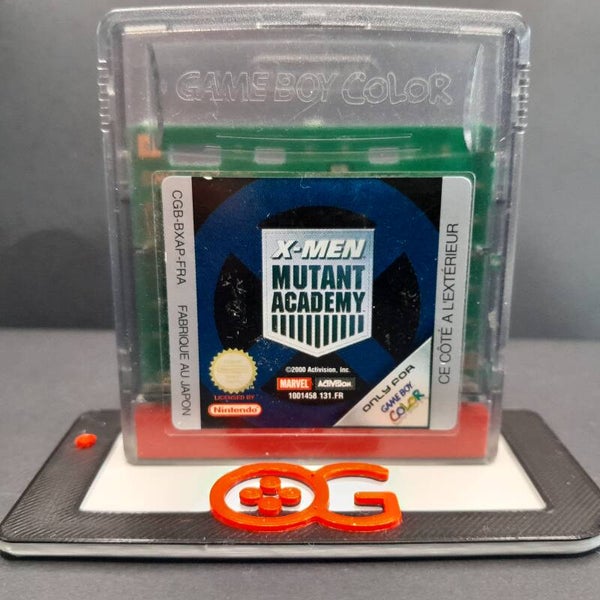 GAME BOY COLOR
CGB-BXAP-FRA
FABRIQUE AU JAPON
X-MEN
MUTANT
ACADEMY
©2000 Activision, Inc.
MARVEL ACTIVISION
1001458 131.FR
LICENSED BY
Nintendo
ONLY FOR
GAME BOY
COLOR
CE CÔTÉ A L'EXTÉRIEUR
OG